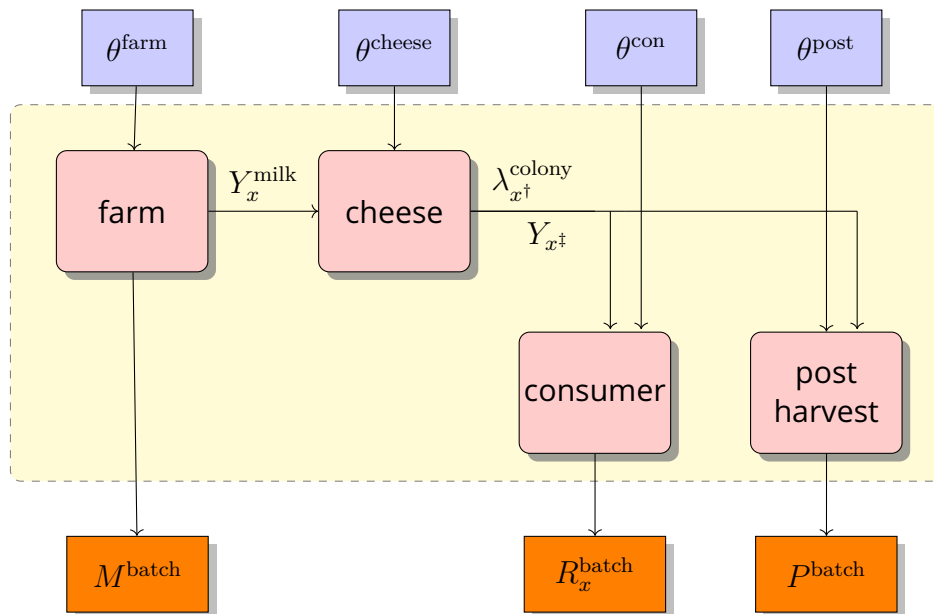 θ^farm θ^cheese θ^con θ^post
Y_x^milk λ_{x†}^colony
farm cheese
Y_{x‡}
consumer post
harvest
M^batch R_x^batch P^batch